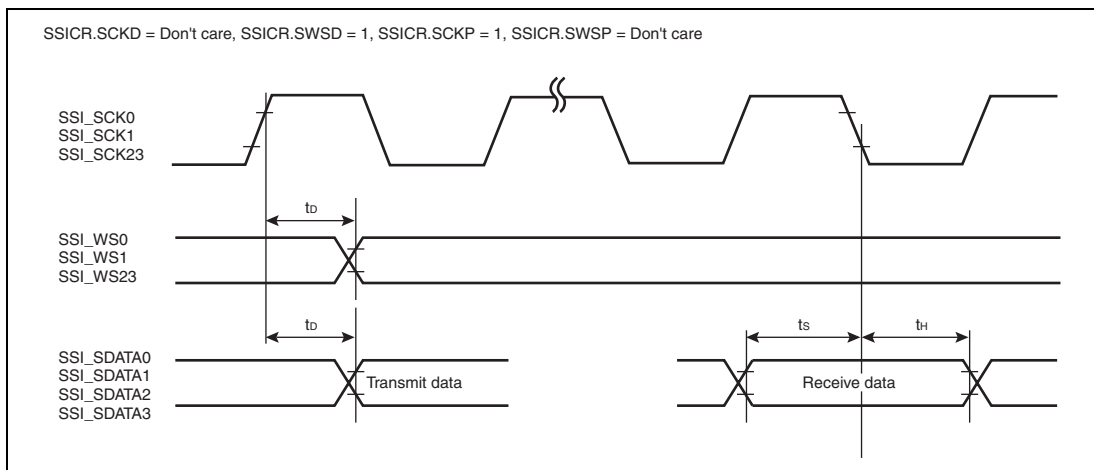 SSICR.SCKD = Don't care, SSICR.SWSD = 1, SSICR.SCKP = 1, SSICR.SWSP = Don't care
SSI_SCK0
SSI_SCK1
SSI_SCK23
tD
SSI_WS0
SSI_WS1
SSI_WS23
tD
tS
tH
SSI_SDATA0
SSI_SDATA1
SSI_SDATA2
SSI_SDATA3
Transmit data
Receive data